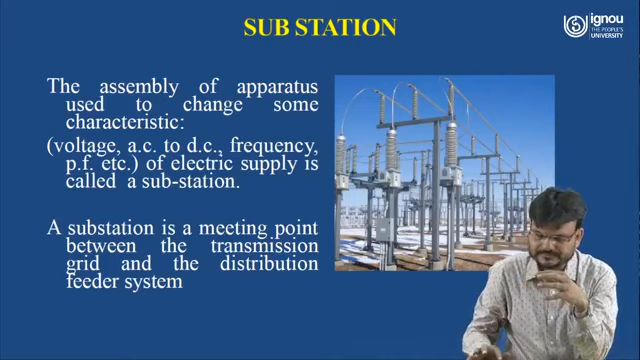 SUB STATION
ignou
THE PEOPLE'S
UNIVERSITY
The assembly of apparatus
used to change some
characteristic:
(voltage, a.c. to d.c., frequency,
p.f. etc.) of electric supply is
called a sub-station.
A substation is a meeting point
between the transmission
grid and the distribution
feeder system